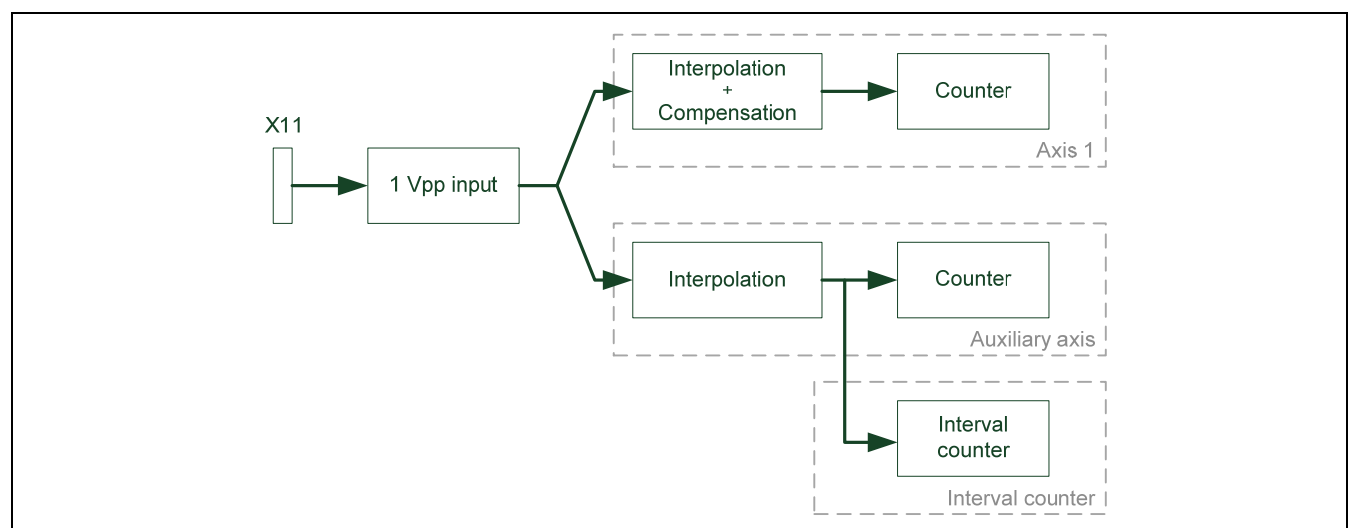 Interpolation
+
Compensation
Counter
Axis 1
X11
1 Vpp input
Interpolation
Counter
Auxiliary axis
Interval
counter
Interval counter